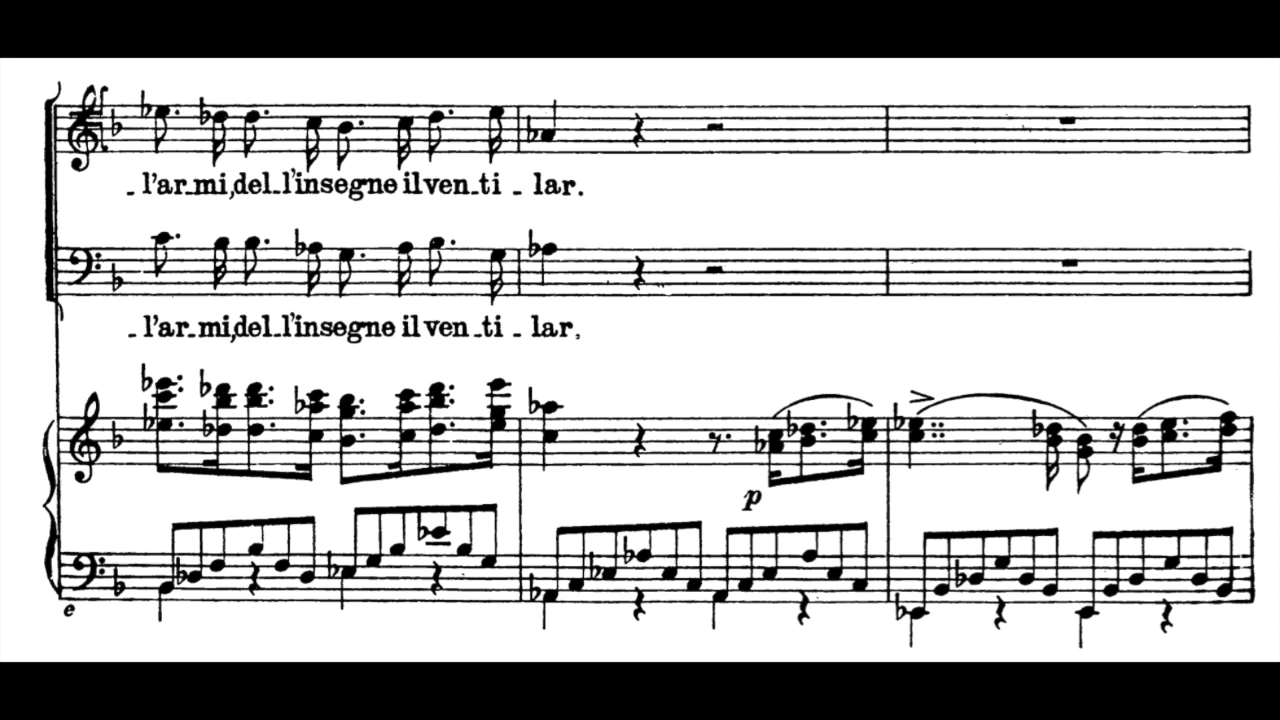 - l'ar-mi, del-l'insegne il ven-ti - lar.
- l'ar-mi, del-l'insegne il ven-ti - lar,
p
e